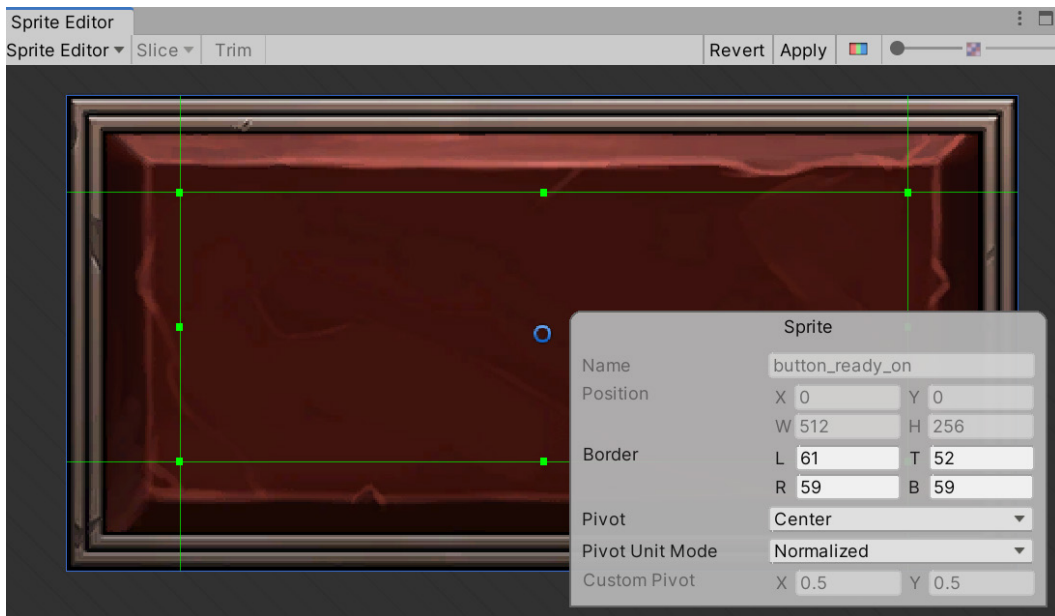 Sprite Editor
Sprite Editor Slice Trim Revert Apply
Sprite
Name button_ready_on
Position X 0 Y 0
W 512 H 256
Border L 61 T 52
R 59 B 59
Pivot Center
Pivot Unit Mode Normalized
Custom Pivot X 0.5 Y 0.5